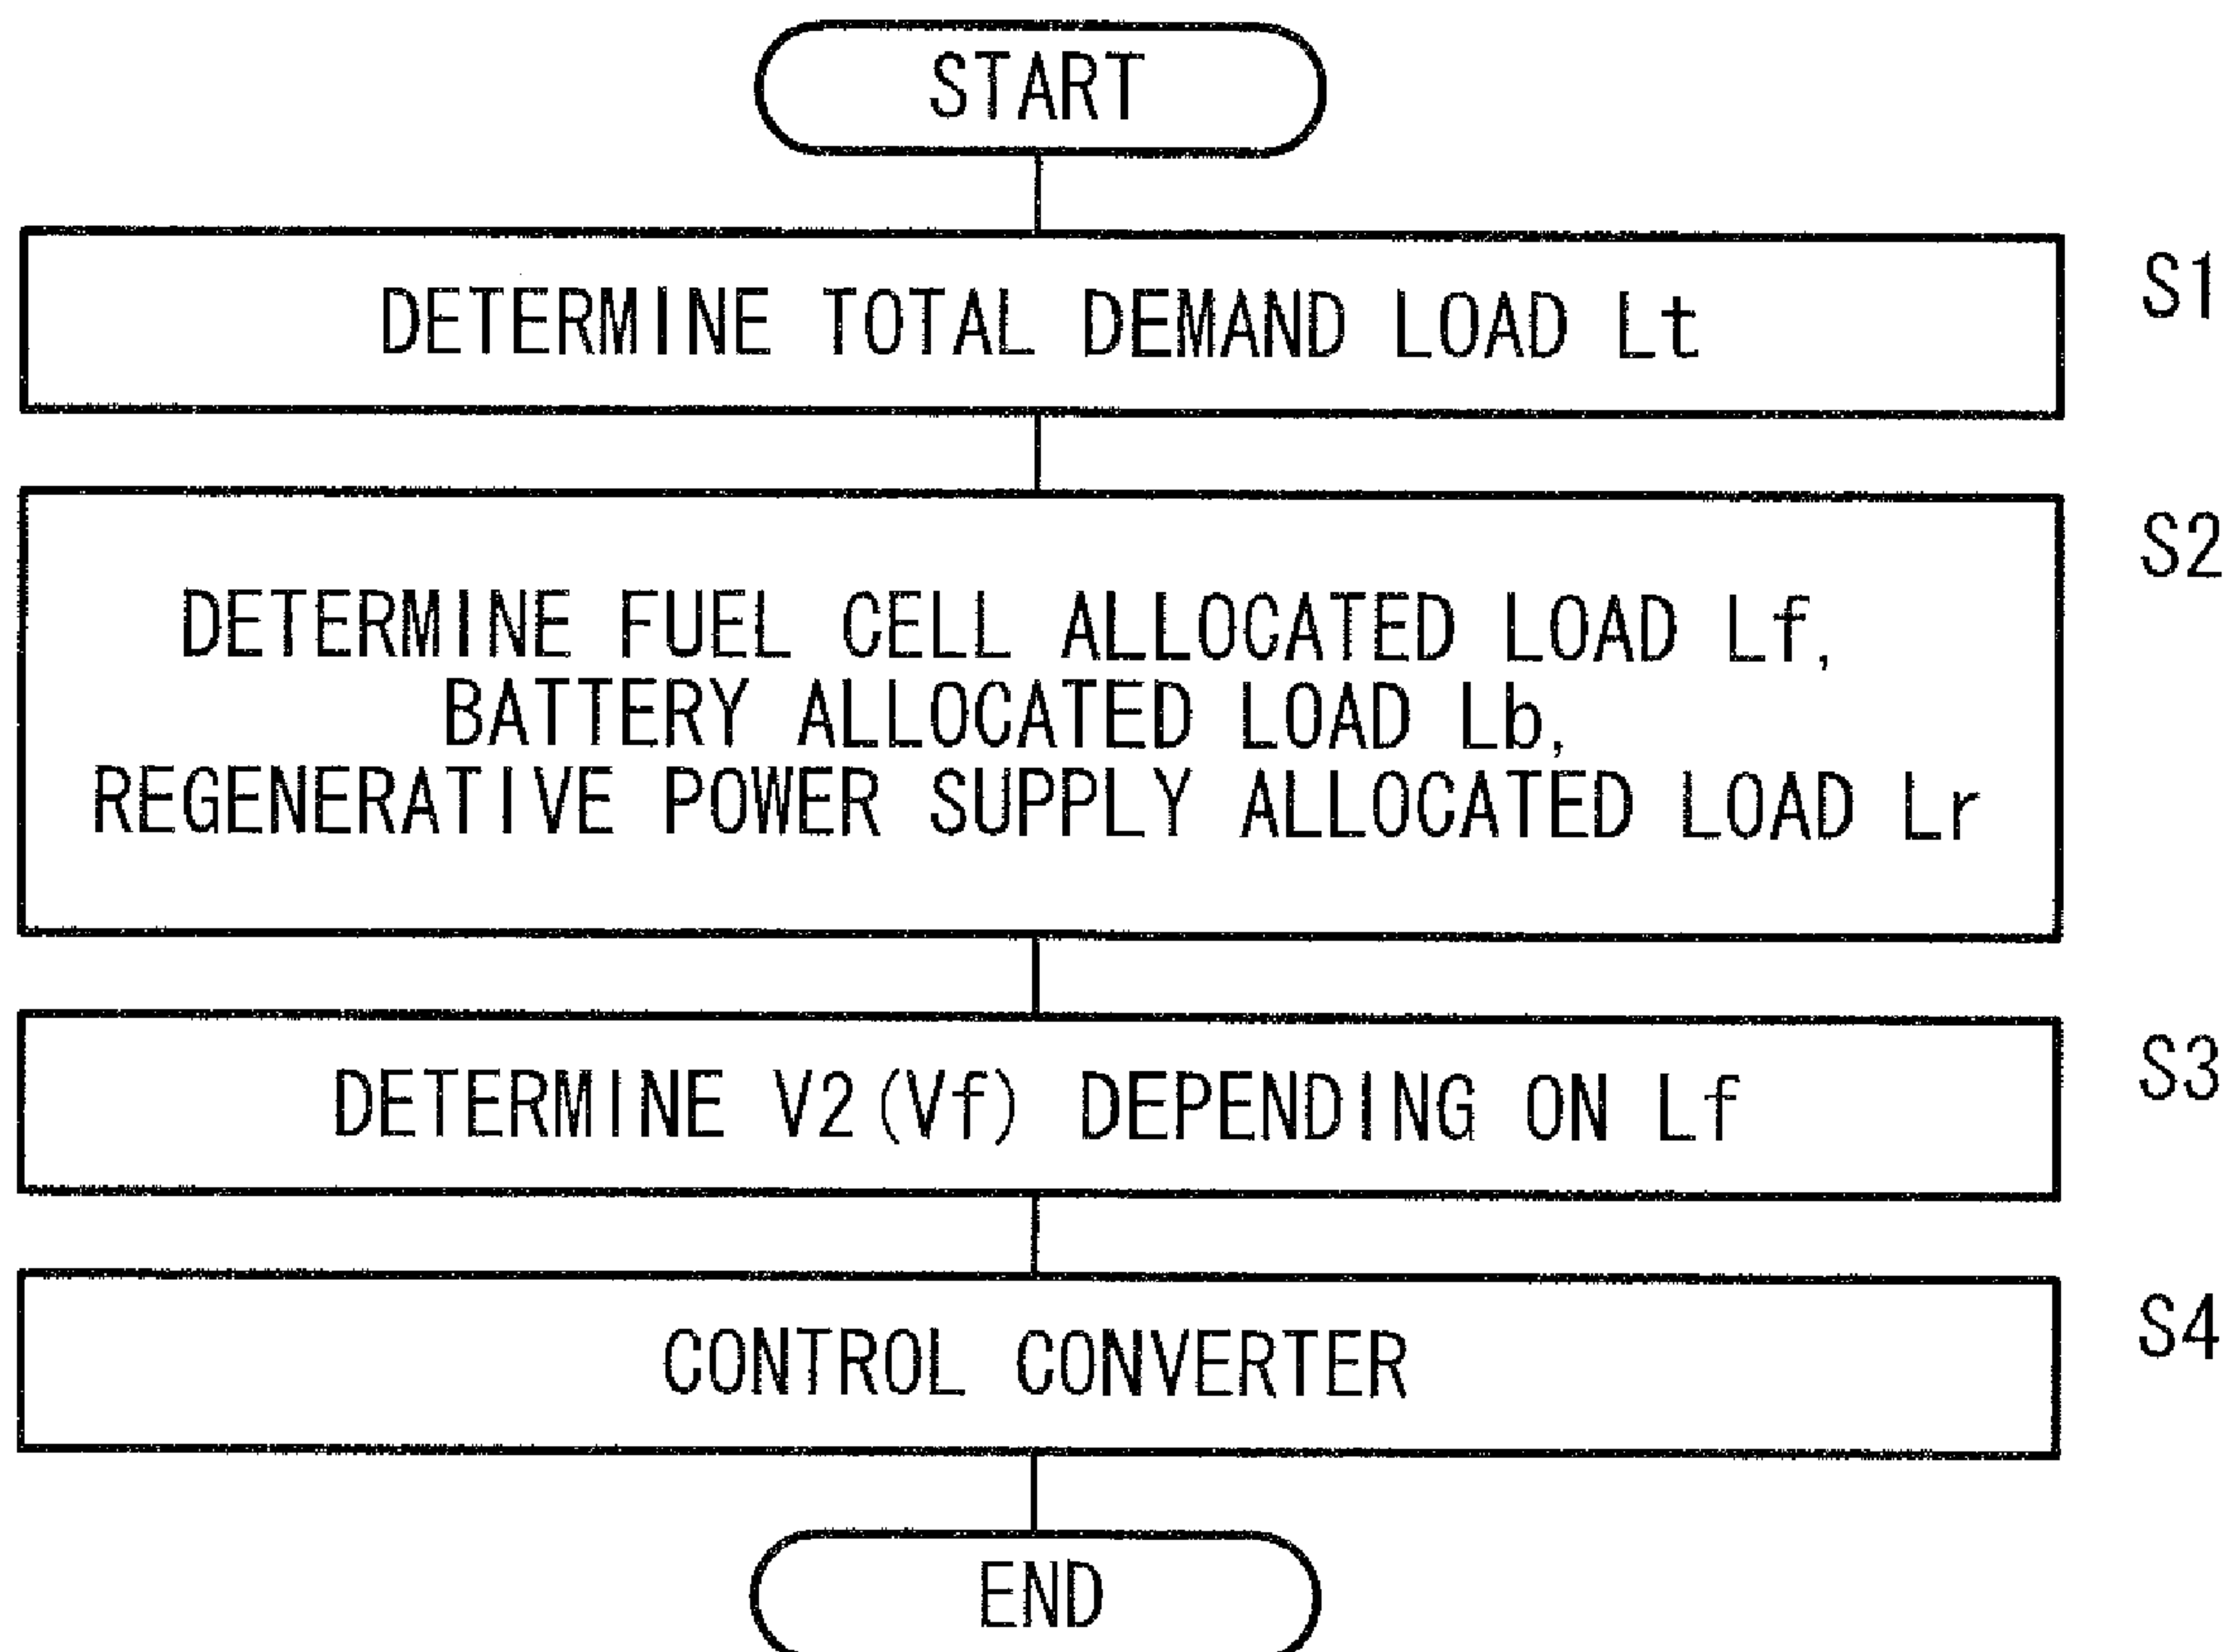 START
DETERMINE TOTAL DEMAND LOAD Lt
S1
DETERMINE FUEL CELL ALLOCATED LOAD Lf,
BATTERY ALLOCATED LOAD Lb,
REGENERATIVE POWER SUPPLY ALLOCATED LOAD Lr
S2
DETERMINE V2(Vf) DEPENDING ON Lf
S3
CONTROL CONVERTER
S4
END